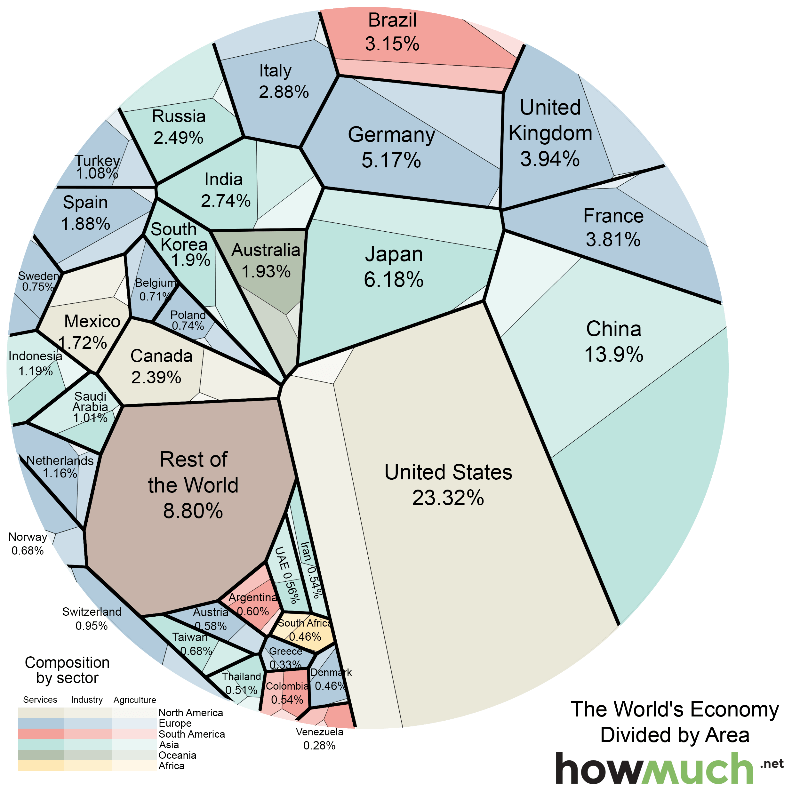 Brazil
3.15%
Italy
2.88%
United
Kingdom
3.94%
Russia
2.49%
Germany
5.17%
Turkey
1.08%
India
2.74%
Spain
1.88%
France
3.81%
South
Korea
1.9%
Australia
1.93%
Japan
6.18%
Sweden
0.75%
Belgium
0.71%
Poland
0.74%
Mexico
1.72%
China
13.9%
Indonesia
1.19%
Canada
2.39%
Saudi
Arabia
1.01%
Netherlands
1.16%
Rest of
the World
8.80%
United States
23.32%
Norway
0.68%
UAE 0.56%
Iran, 0.54%
Switzerland
0.95%
Argentina
0.60%
Austria
0.58%
South Africa
0.46%
Taiwan
0.68%
Greece
0.33%
Thailand
0.51%
Colombia
0.54%
Denmark
0.46%
Venezuela
0.28%
Composition
by sector
Services Industry Agriculture
North America
Europe
South America
Asia
Oceania
Africa
The World's Economy
Divided by Area
howmuch.net